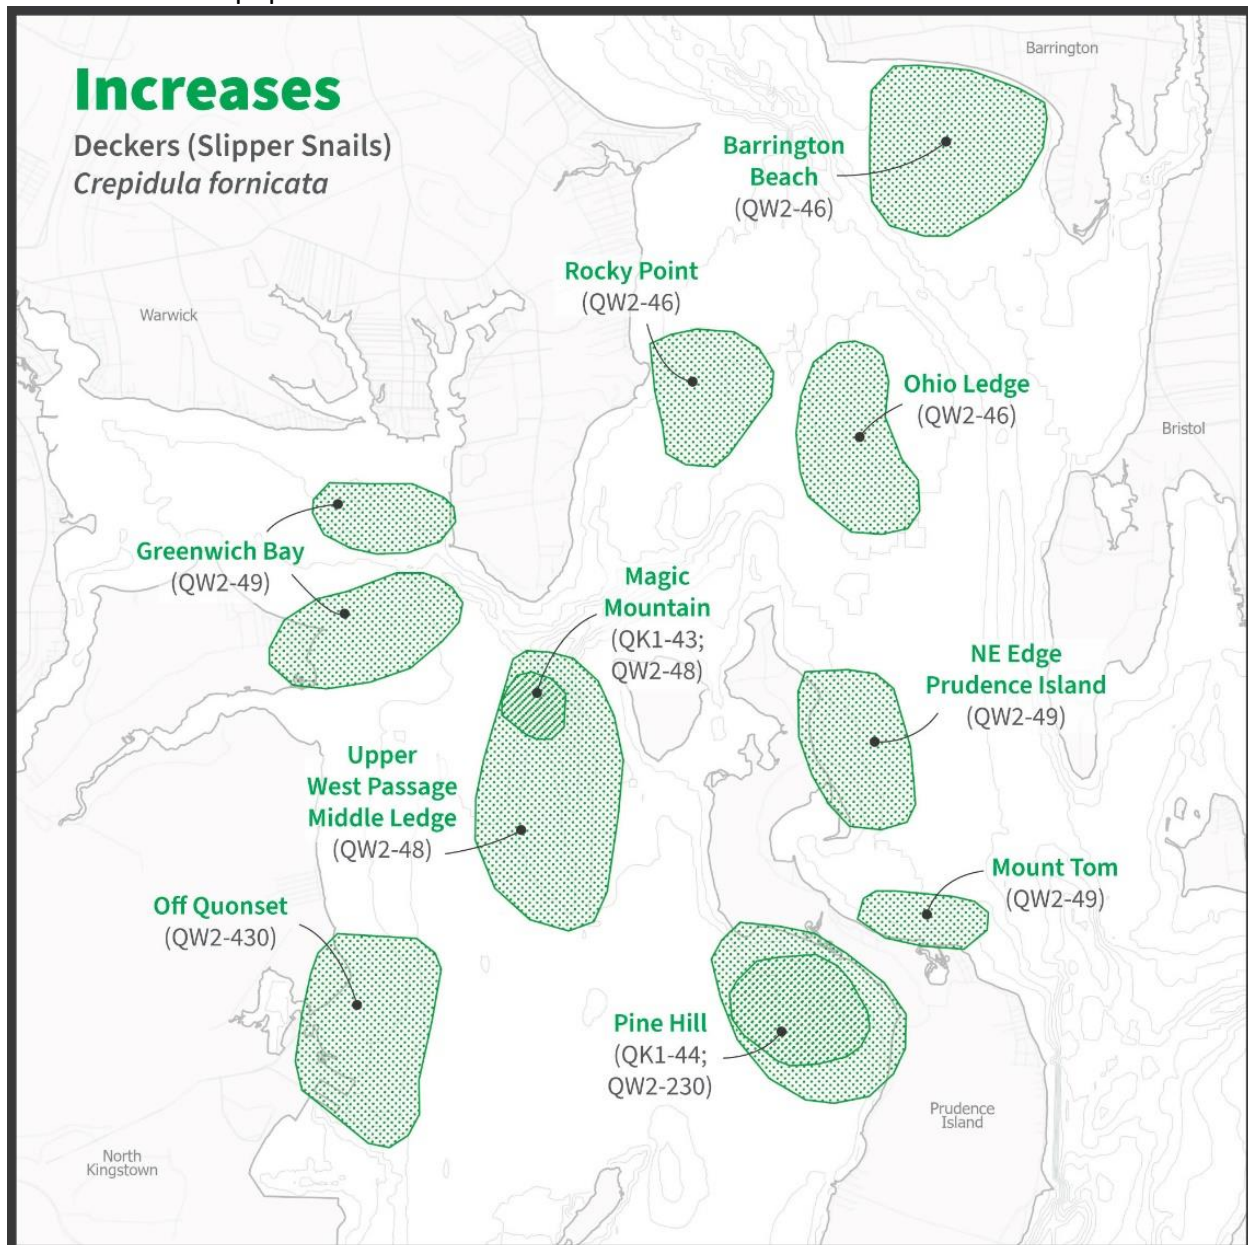 Increases
Deckers (Slipper Snails)
Crepidula fornicata
Barrington
Barrington
Beach
(QW2-46)
Rocky Point
(QW2-46)
Warwick
Ohio Ledge
(QW2-46)
Bristol
Greenwich Bay
(QW2-49)
Magic
Mountain
(QK1-43;
QW2-48)
NE Edge
Prudence Island
(QW2-49)
Upper
West Passage
Middle Ledge
(QW2-48)
Mount Tom
(QW2-49)
Off Quonset
(QW2-430)
Pine Hill
(QK1-44;
QW2-230)
Prudence
Island
North
Kingstown